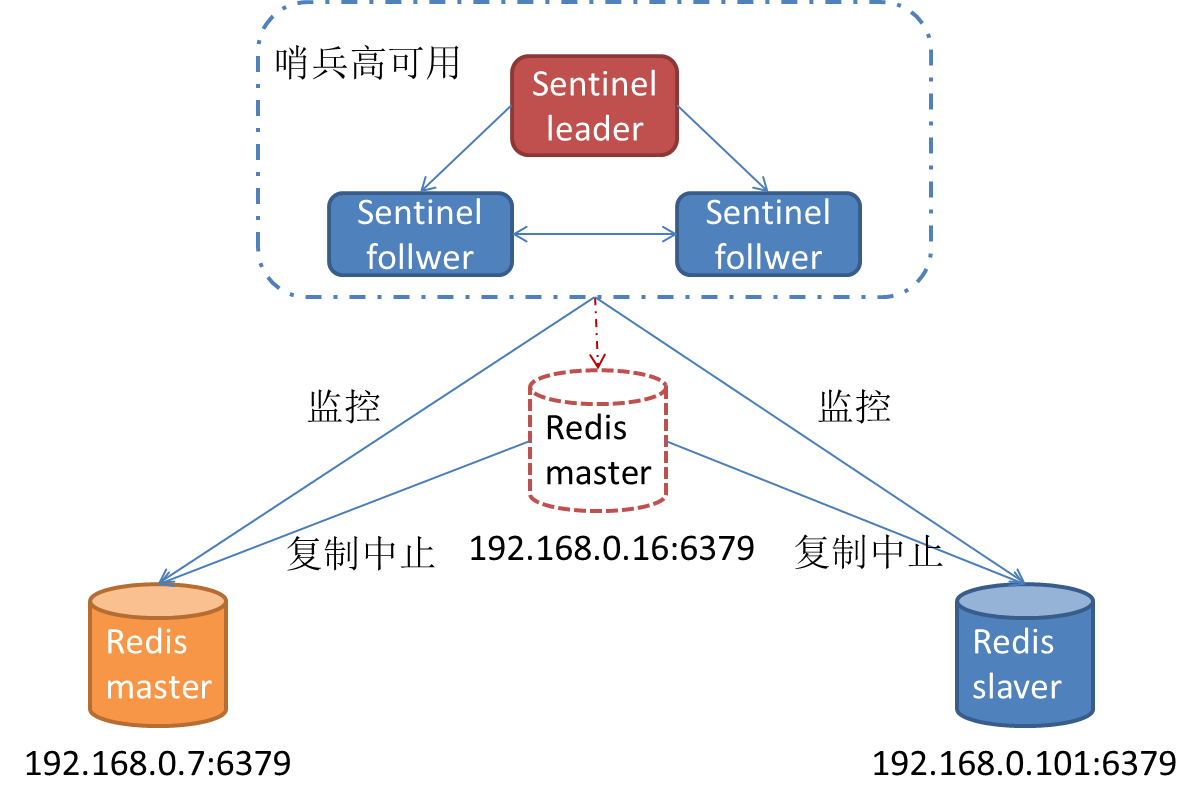 哨兵高可用
Sentinel
leader
Sentinel
follwer
Sentinel
follwer
监控
监控
Redis
master
复制中止
192.168.0.16:6379
复制中止
Redis
master
Redis
slaver
192.168.0.7:6379
192.168.0.101:6379